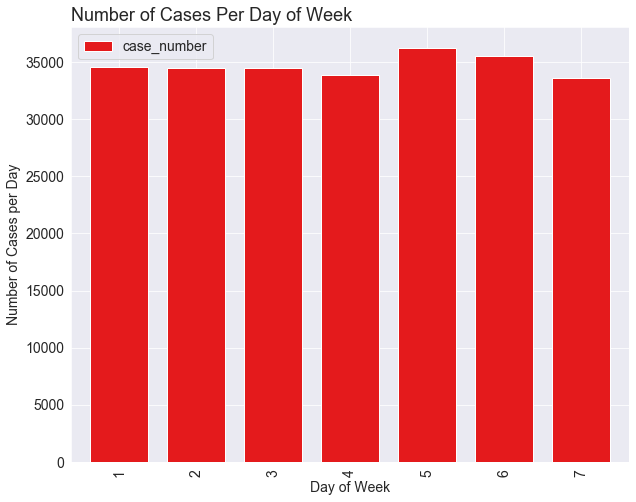 Number of Cases Per Day of Week
case_number
35000
30000
25000
20000
15000
10000
5000
0
Number of Cases per Day
1 2 3 4 5 6 7
Day of Week